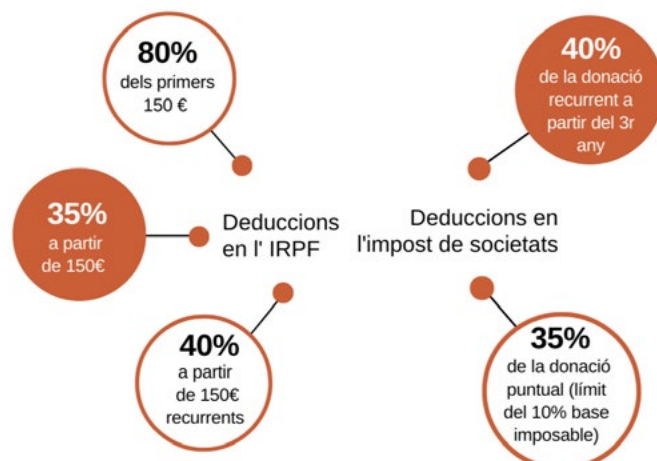 80%
dels primers
150 €
35%
a partir
de 150€
40%
a partir
de 150€
recurrents
Deduccions
en l' IRPF
Deduccions en
l'impost de societats
40%
de la donació
recurrent a
partir del 3r
any
35%
de la donació
puntual (límit
del 10% base
imposable)